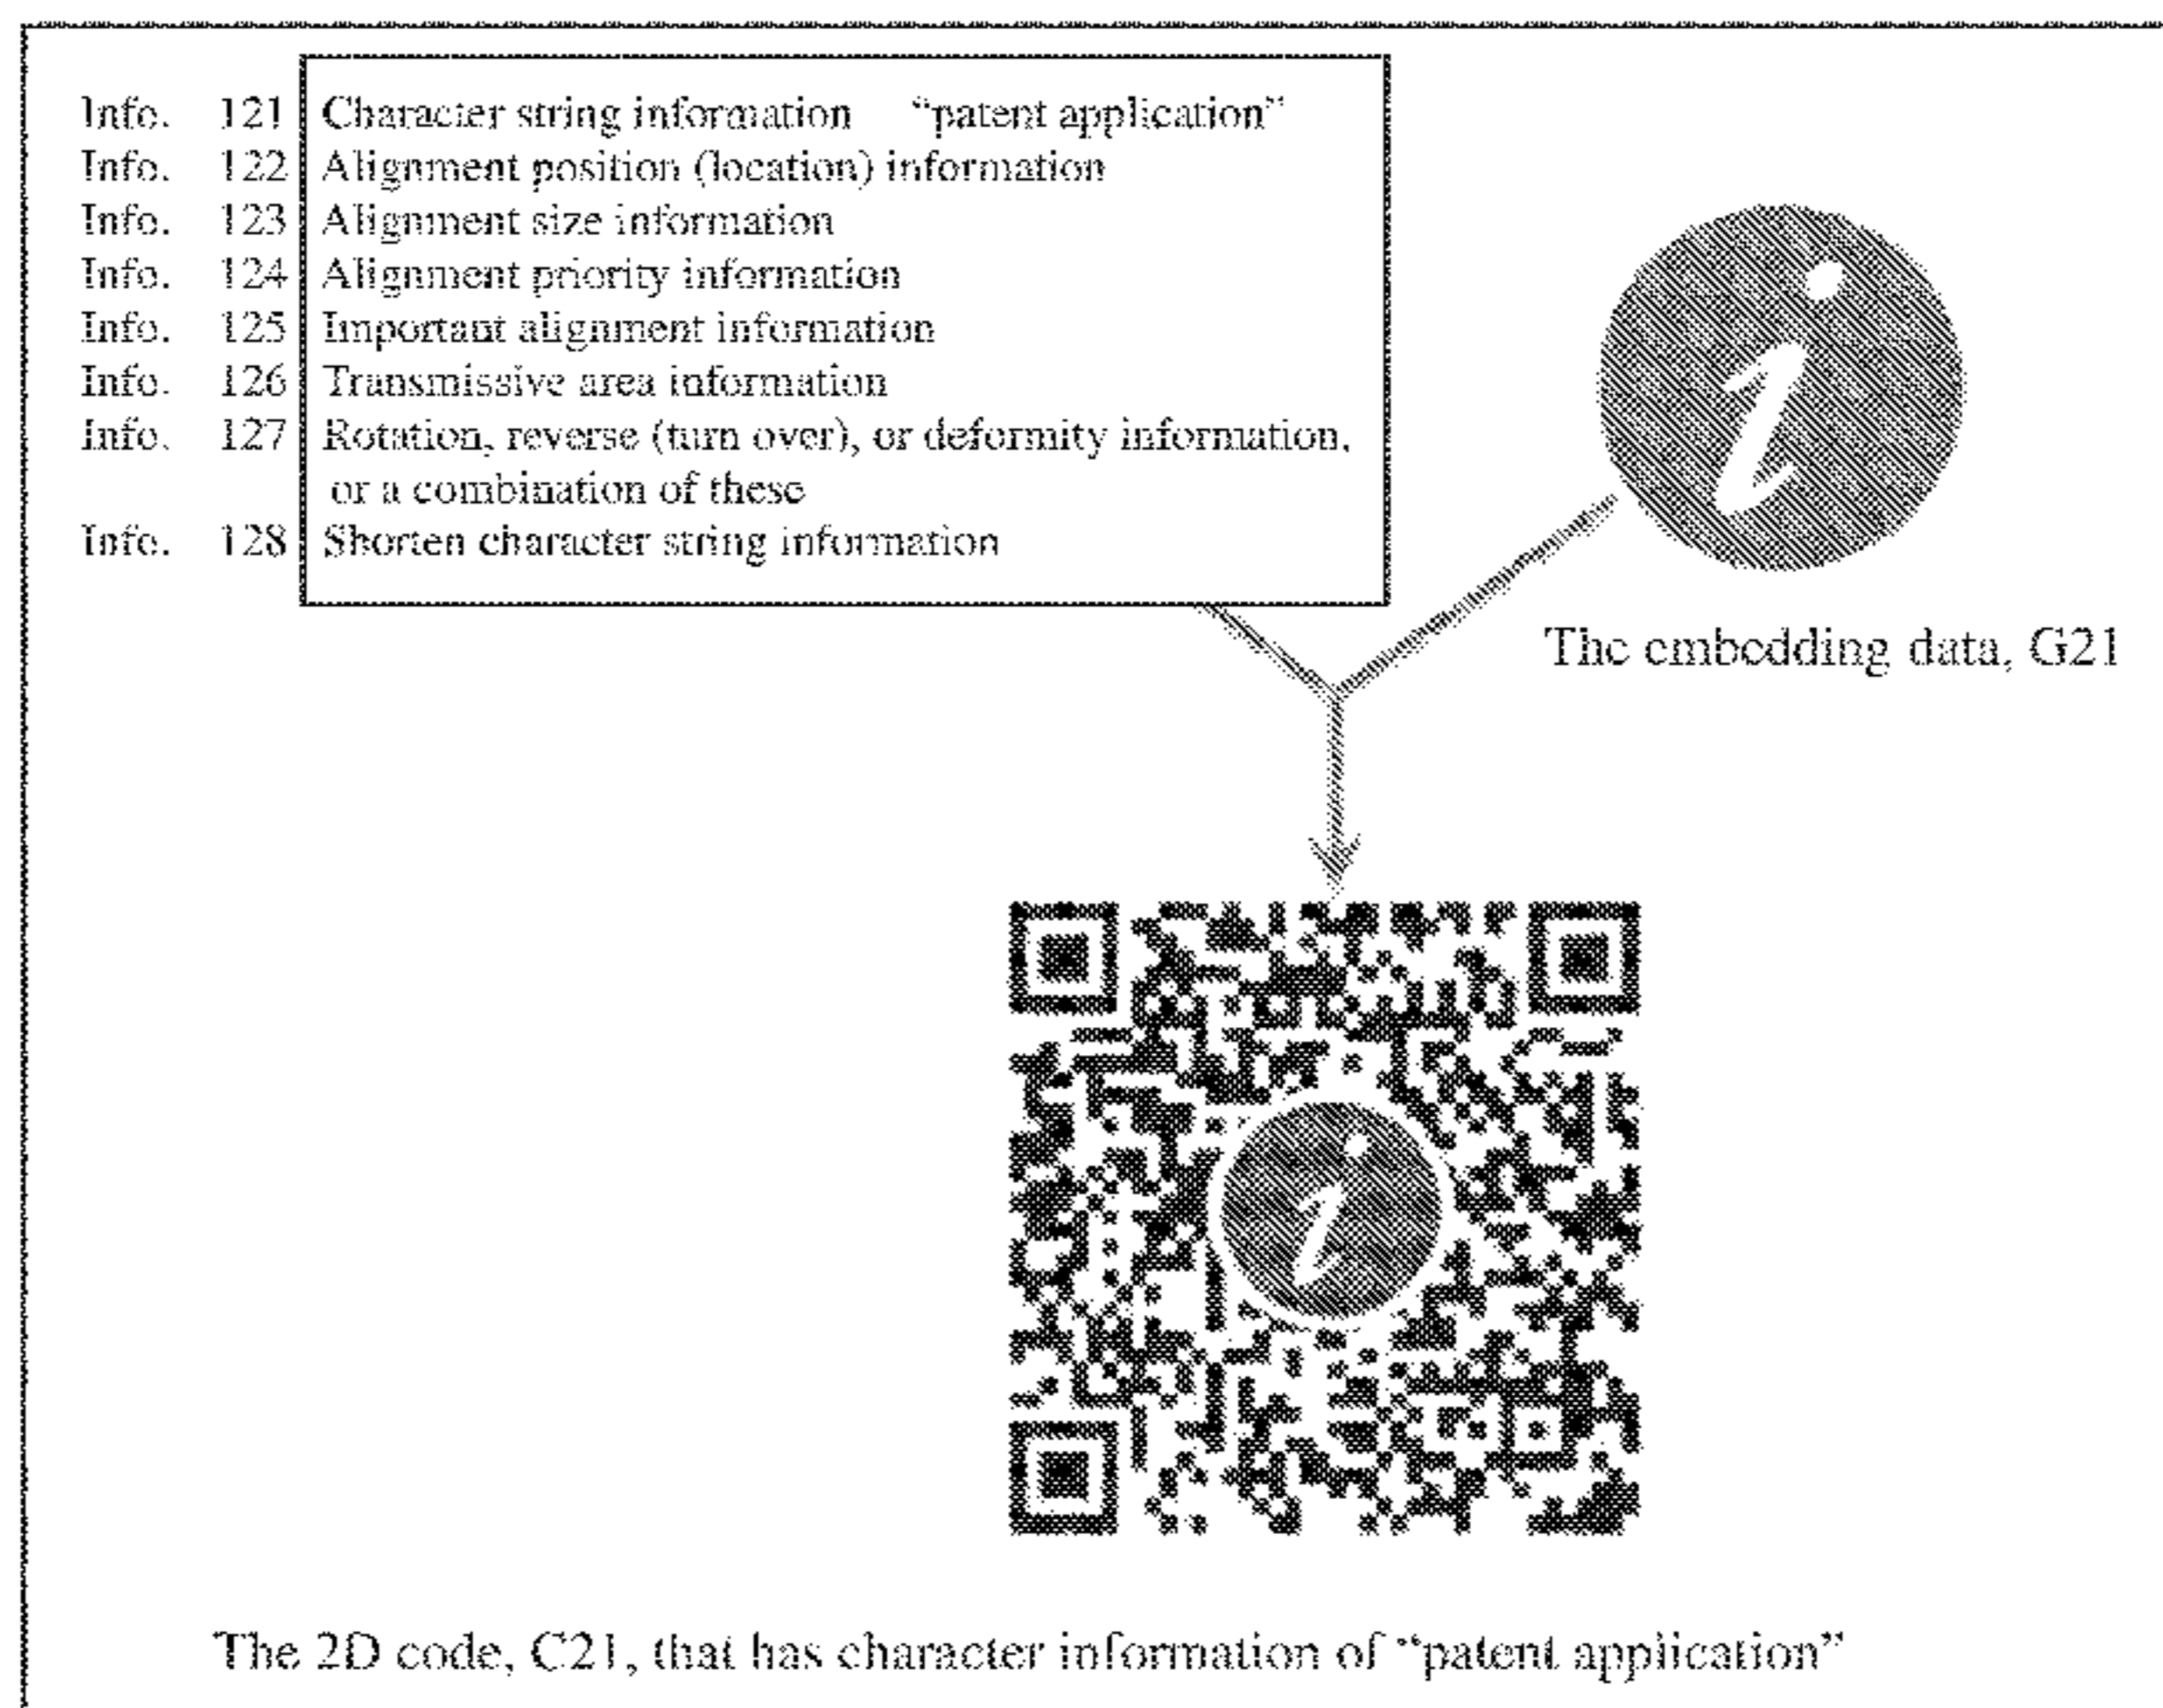 Info. 121 Character string information "patent application"
Info. 122 Alignment position (location) information
Info. 123 Alignment size information
Info. 124 Alignment priority information
Info. 125 Important alignment information
Info. 126 Transmissive area information
Info. 127 Rotation, reverse (turn over), or deformity information,
or a combination of these
Info. 128 Shorten character string information
i
The embedding data, G21
i
The 2D code, C21, that has character information of "patent application"